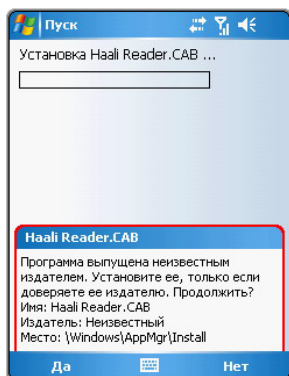 Пуск
Установка Haali Reader.CAB ...
Haali Reader.CAB
Программа выпущена неизвестным
издателем. Установите ее, только если
доверяете ее издателю. Продолжить?
Имя: Haali Reader.CAB
Издатель: Неизвестный
Место: \Windows\AppMgr\Install
Да
Нет